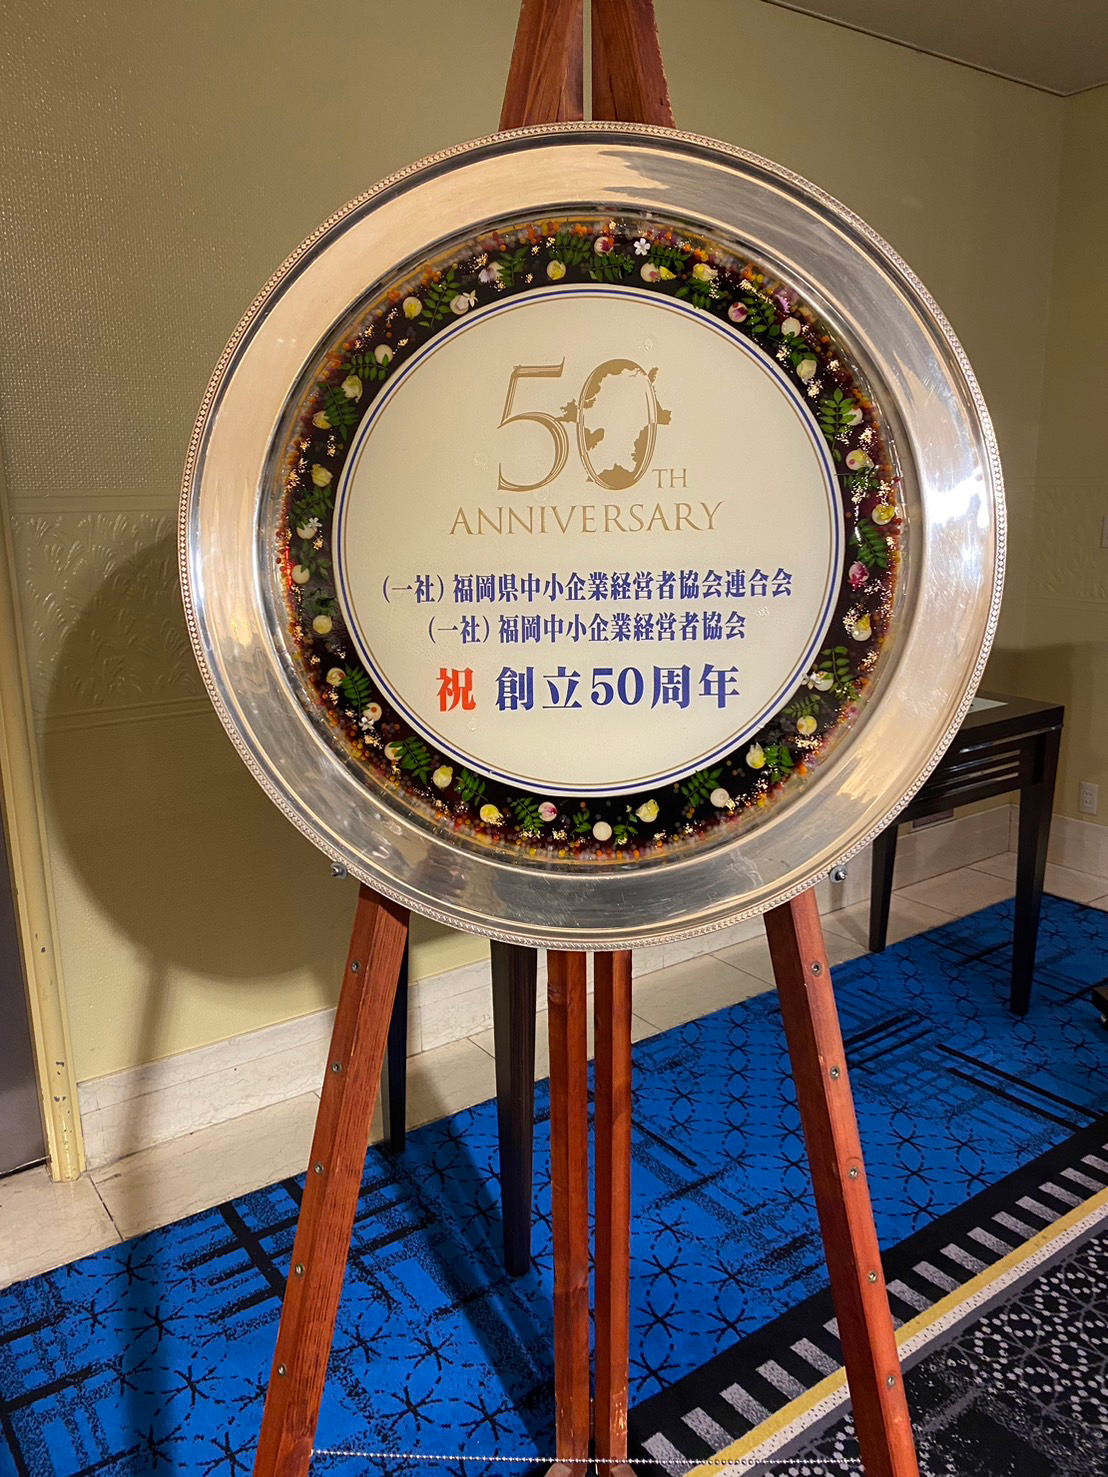 50TH
ANNIVERSARY
(一社)福岡県中小企業経営者協会連合会
(一社)福岡中小企業経営者協会
祝 創立50周年